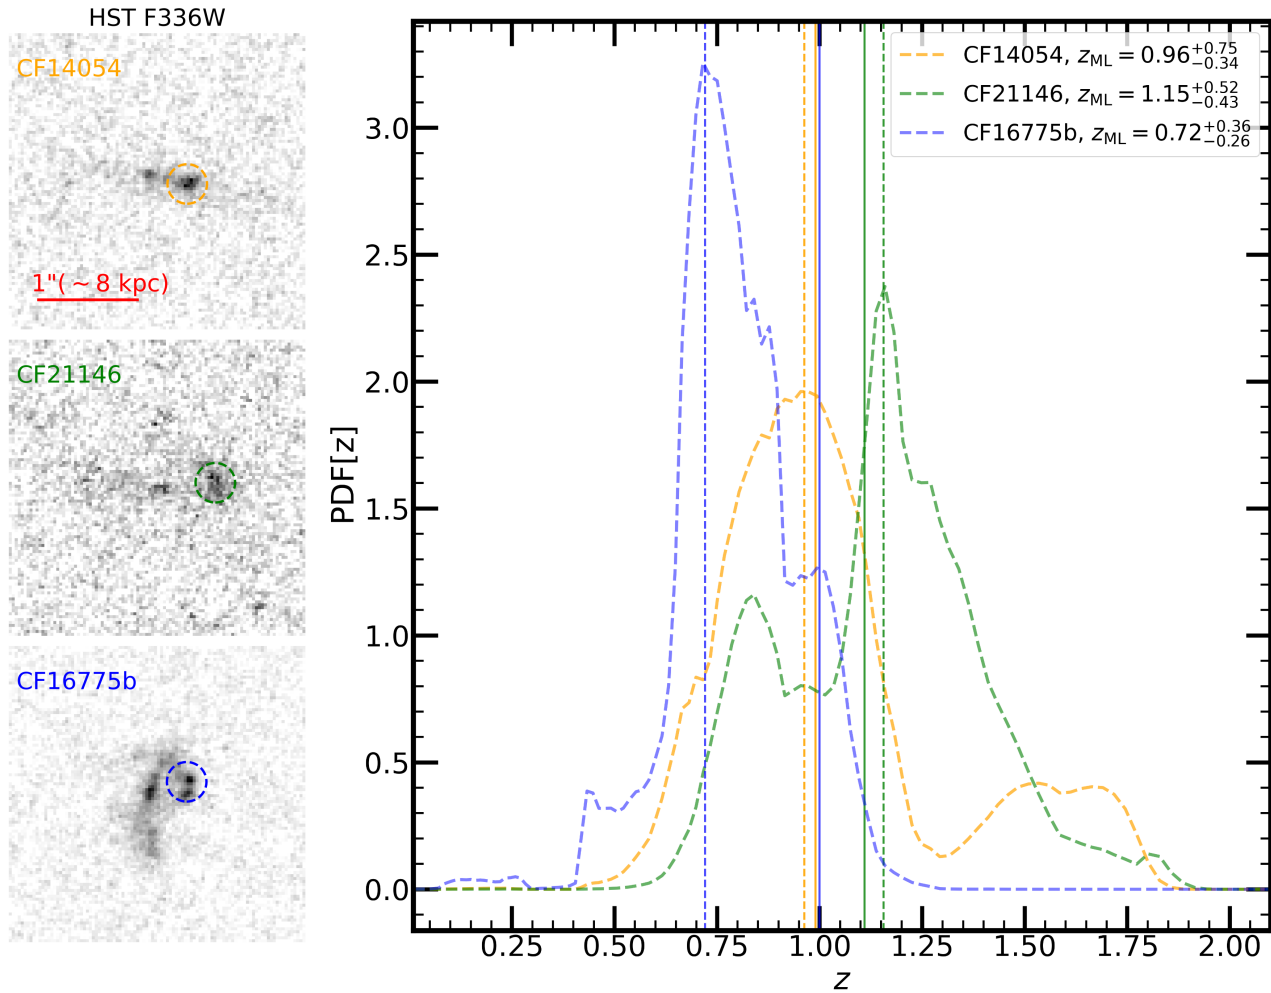 HST F336W
CF14054
1"( ~ 8 kpc)
CF21146
CF16775b
PDF[z]
3.0
2.5
2.0
1.5
1.0
0.5
0.0
0.25 0.50 0.75 1.00 1.25 1.50 1.75 2.00
z
CF14054, z_ML = 0.96^{+0.75}_{-0.34}
CF21146, z_ML = 1.15^{+0.52}_{-0.43}
CF16775b, z_ML = 0.72^{+0.36}_{-0.26}